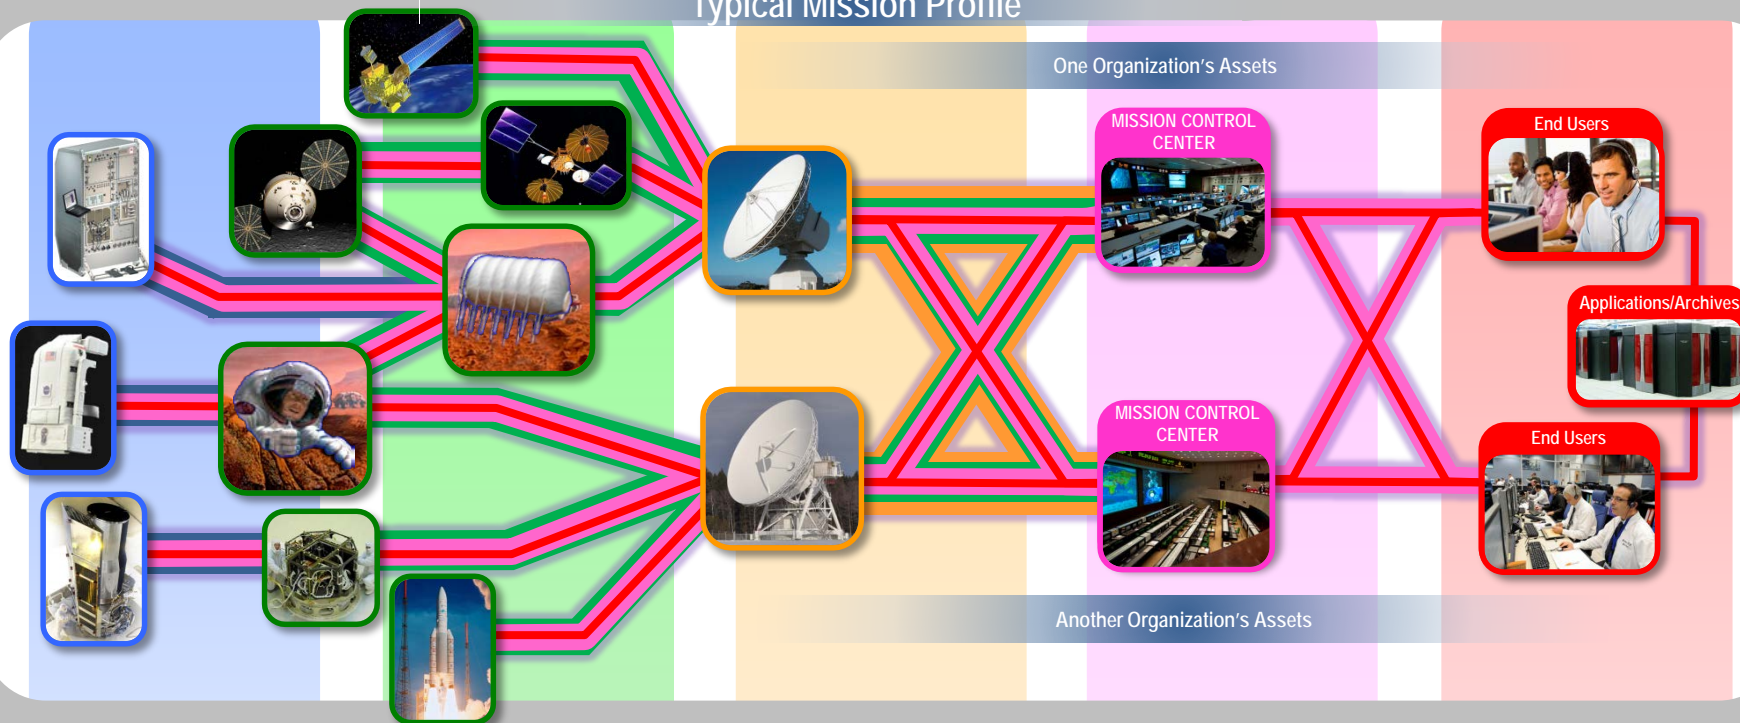 Typical Mission Profile
One Organization's Assets
MISSION CONTROL
CENTER
End Users
Applications/Archives
MISSION CONTROL
CENTER
End Users
Another Organization's Assets